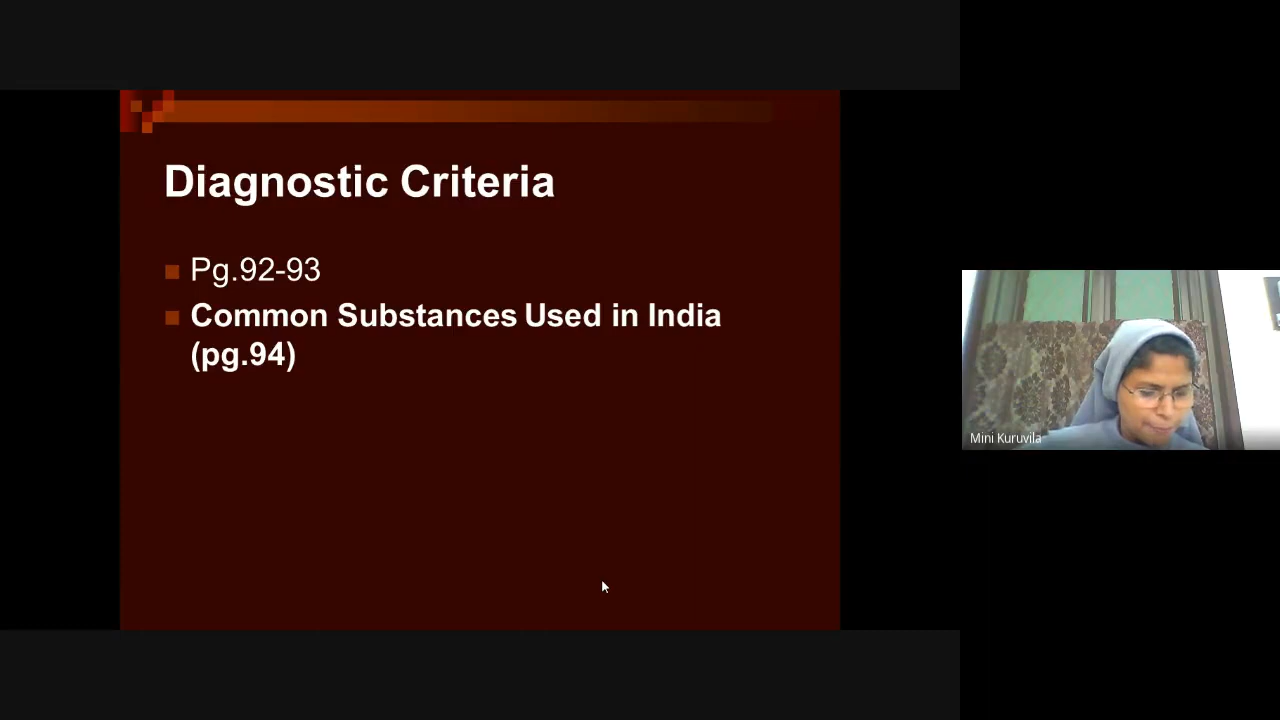 Diagnostic Criteria
Pg.92-93
Common Substances Used in India
(pg.94)
Mini Kuruvila